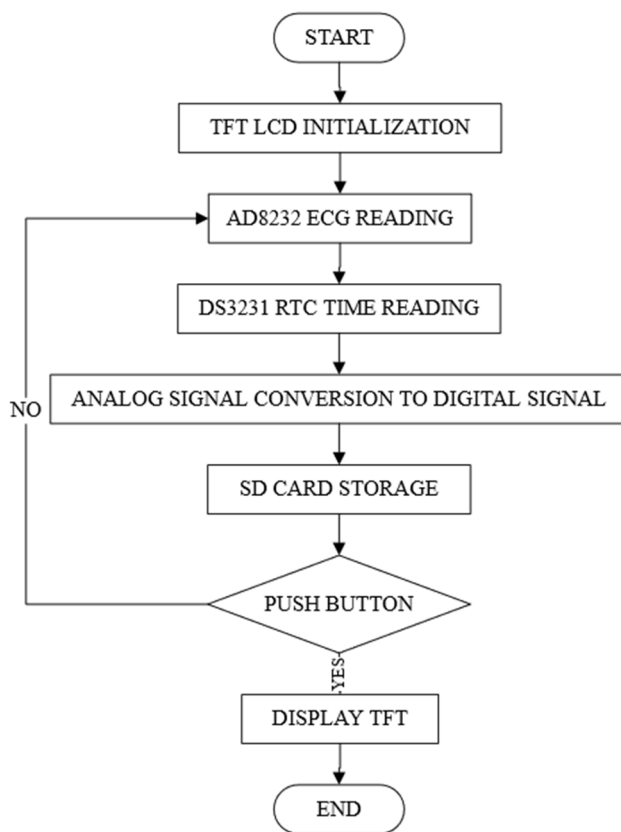 START
TFT LCD INITIALIZATION
AD8232 ECG READING
DS3231 RTC TIME READING
ANALOG SIGNAL CONVERSION TO DIGITAL SIGNAL
NO
SD CARD STORAGE
PUSH BUTTON
YES
DISPLAY TFT
END